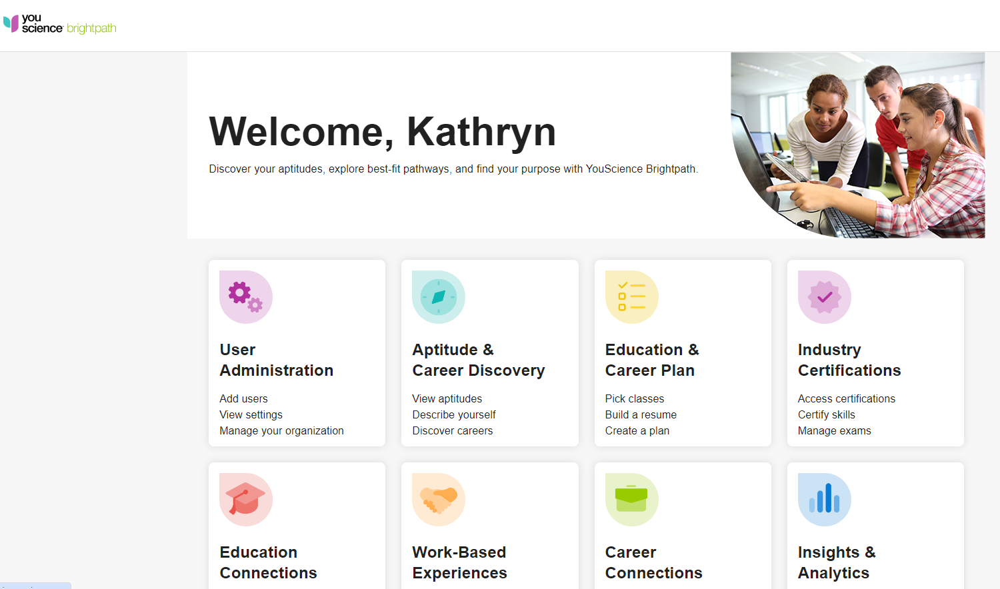 you
science brightpath
Welcome, Kathryn
Discover your aptitudes, explore best-fit pathways, and find your purpose with YouScience Brightpath.
User
Administration
Add users
View settings
Manage your organization
Aptitude &
Career Discovery
View aptitudes
Describe yourself
Discover careers
Education &
Career Plan
Pick classes
Build a resume
Create a plan
Industry
Certifications
Access certifications
Certify skills
Manage exams
Education
Connections
Work-Based
Experiences
Career
Connections
Insights &
Analytics